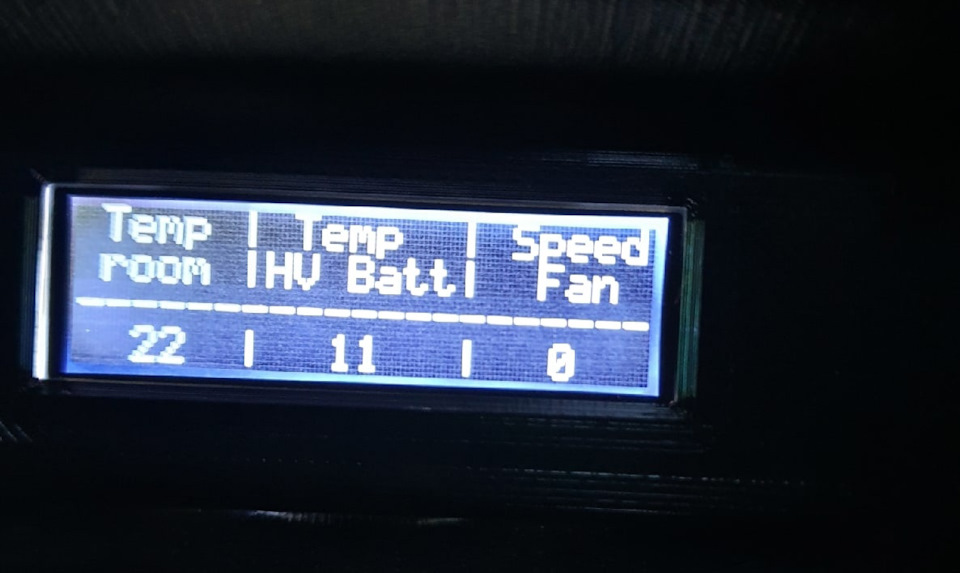 Temp | Temp | Speed
room |HV Batt| Fan
--------------------
22 | 11 | 0